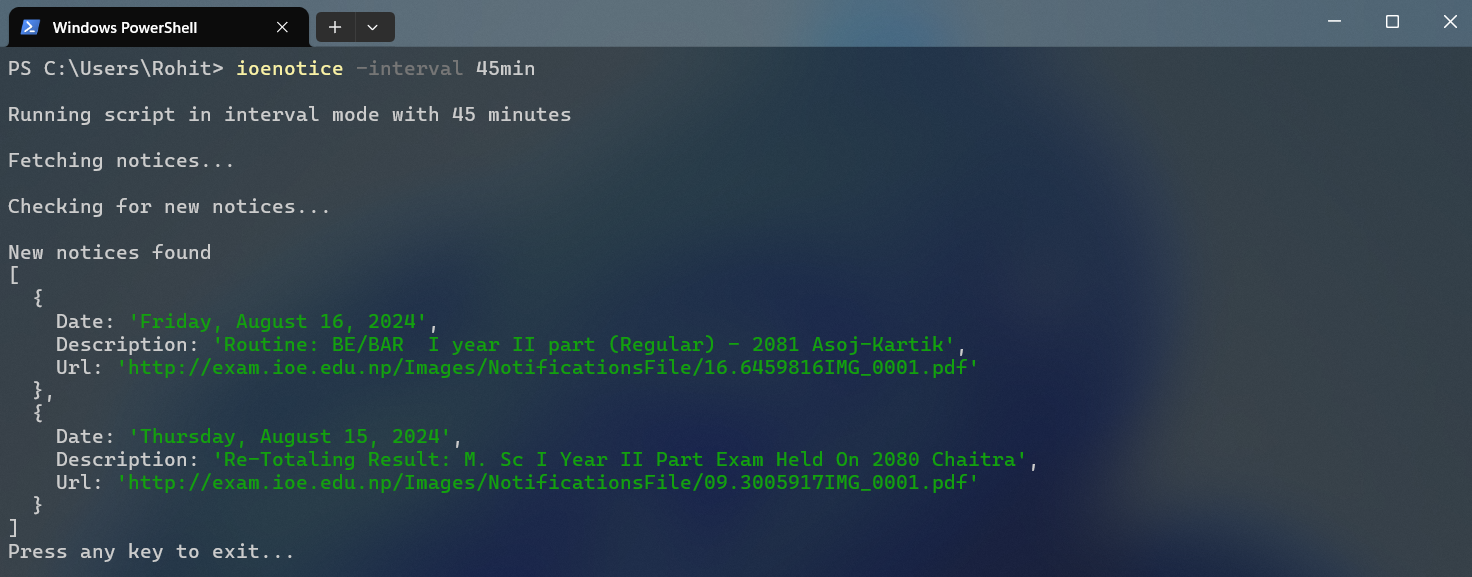 Windows PowerShell
PS C:\Users\Rohit> ioenotice -interval 45min
Running script in interval mode with 45 minutes
Fetching notices...
Checking for new notices...
New notices found
[
  {
    Date: 'Friday, August 16, 2024',
    Description: 'Routine: BE/BAR  I year II part (Regular) - 2081 Asoj-Kartik',
    Url: 'http://exam.ioe.edu.np/Images/NotificationsFile/16.6459816IMG_0001.pdf'
  },
  {
    Date: 'Thursday, August 15, 2024',
    Description: 'Re-Totaling Result: M. Sc I Year II Part Exam Held On 2080 Chaitra',
    Url: 'http://exam.ioe.edu.np/Images/NotificationsFile/09.3005917IMG_0001.pdf'
  }
]
Press any key to exit...